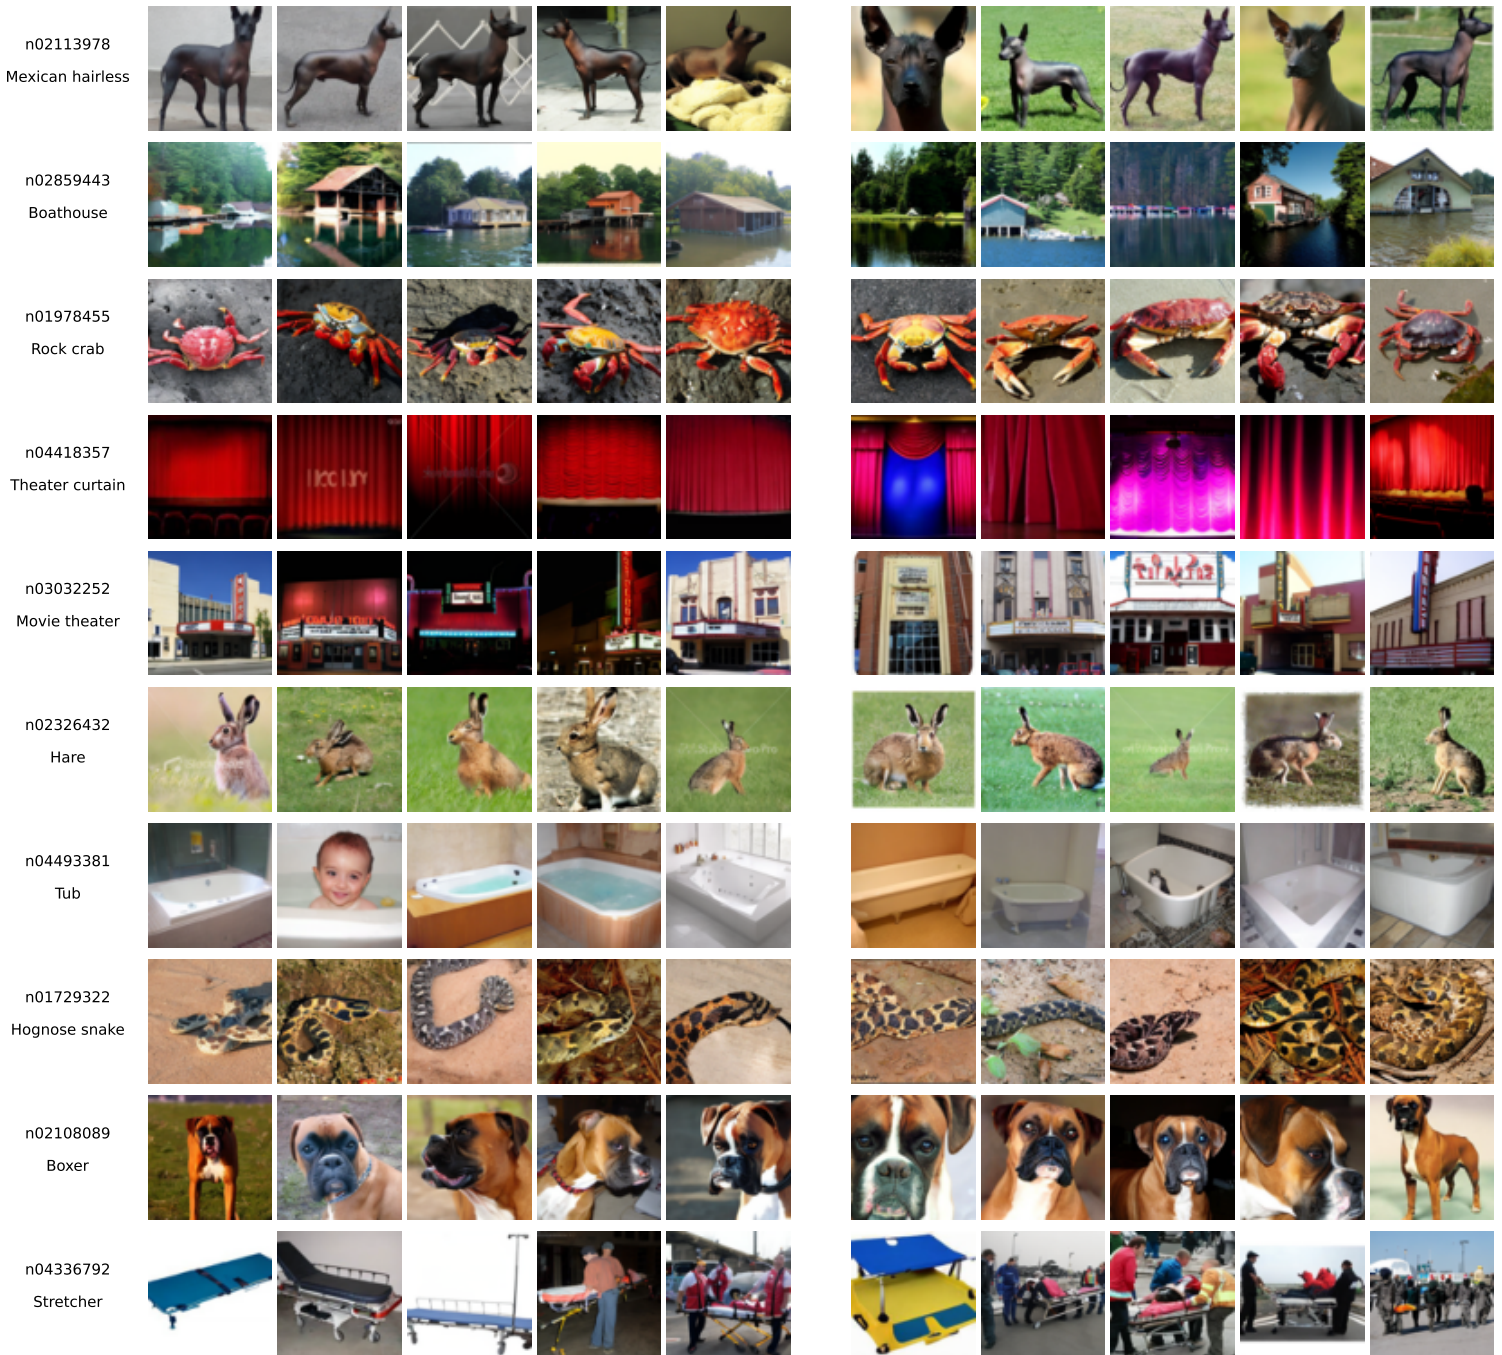 n02113978
Mexican hairless
n02859443
Boathouse
n01978455
Rock crab
n04418357
Theater curtain
n03032252
Movie theater
n02326432
Hare
n04493381
Tub
n01729322
Hognose snake
n02108089
Boxer
n04336792
Stretcher